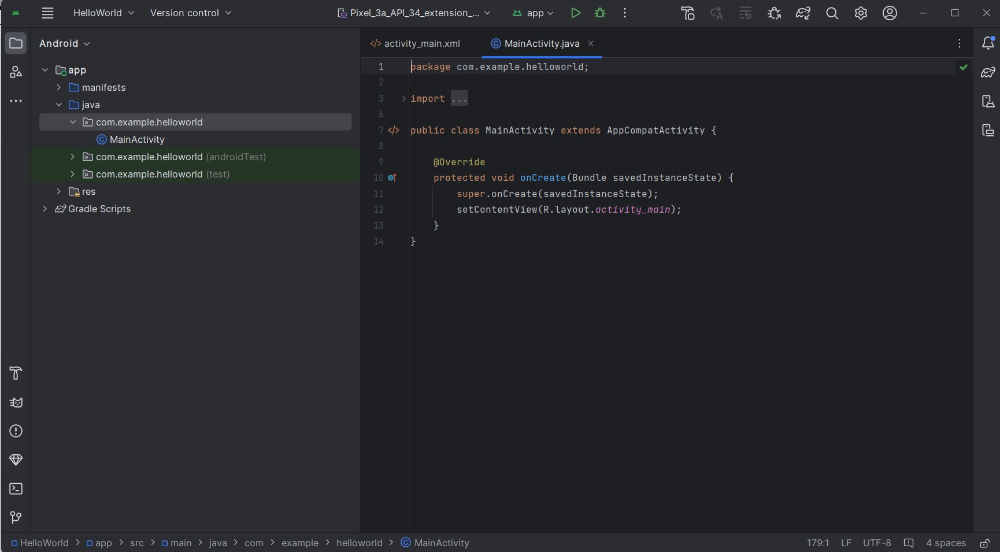 HelloWorld Version control Pixel_3a_API_34_extension_... app
Android
app
manifests
java
com.example.helloworld
MainActivity
com.example.helloworld (androidTest)
com.example.helloworld (test)
res
Gradle Scripts
activity_main.xml MainActivity.java
1 package com.example.helloworld;
2
3 import ...
6
7 public class MainActivity extends AppCompatActivity {
8
9 @Override
10 protected void onCreate(Bundle savedInstanceState) {
11 super.onCreate(savedInstanceState);
12 setContentView(R.layout.activity_main);
13 }
14 }
HelloWorld > app > src > main > java > com > example > helloworld > MainActivity 179:1 LF UTF-8 4 spaces